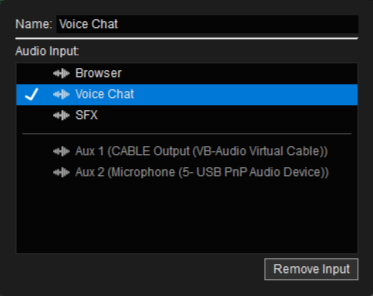 Name: Voice Chat
Audio Input:
Browser
Voice Chat
SFX
Aux 1 (CABLE Output (VB-Audio Virtual Cable))
Aux 2 (Microphone (5- USB PnP Audio Device))
Remove Input